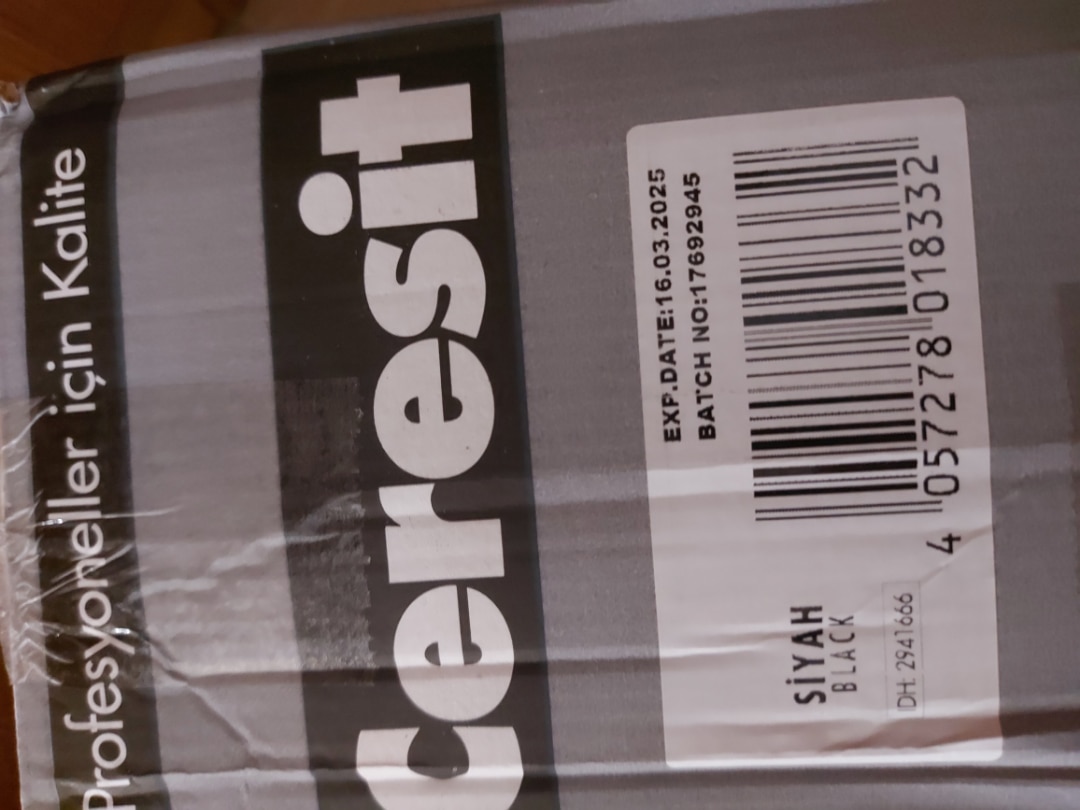 Profesyoneller için Kalite
Ceresit
EXP.DATE:16.03.2025
BATCH NO:17692945
4 057278 018332
SİYAH
BLACK
IDH: 2941666